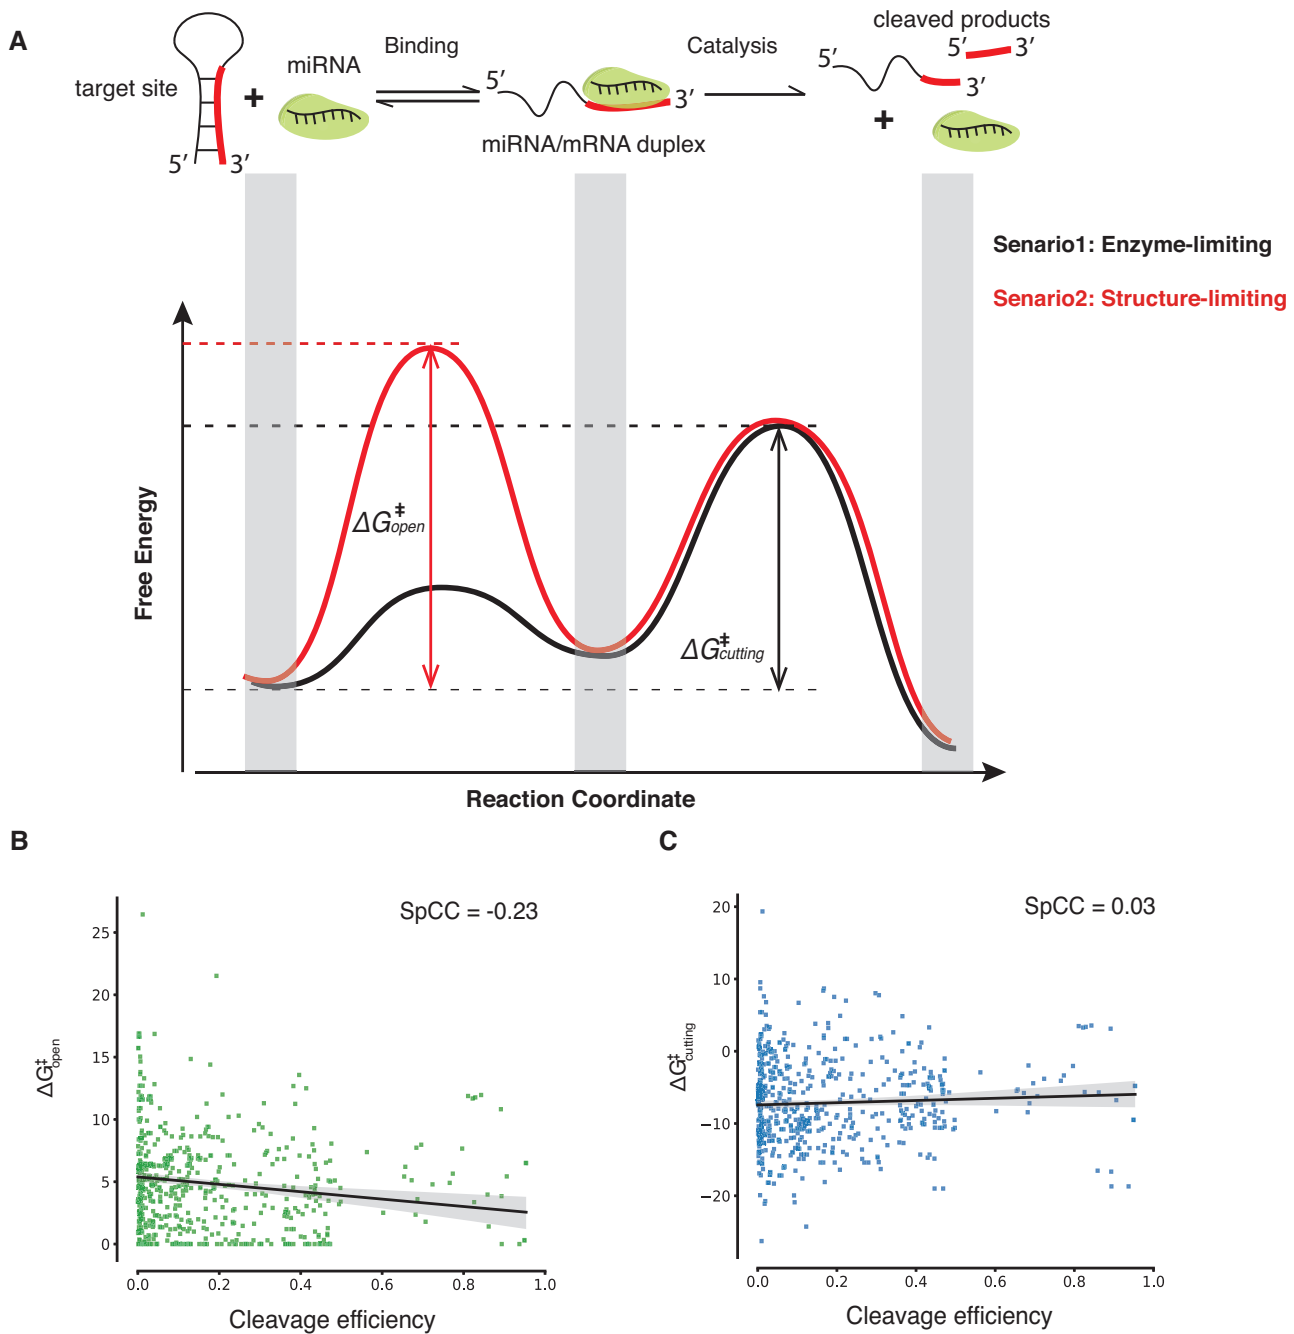 A
target site
5′
3′
+
miRNA
Binding
5′
3′
miRNA/mRNA duplex
Catalysis
cleaved products
5′
3′
5′
3′
+
Senario1: Enzyme-limiting
Senario2: Structure-limiting
Free Energy
ΔG‡open
ΔG‡cutting
Reaction Coordinate
B
SpCC = -0.23
ΔG‡open
25
20
15
10
5
0
0.0 0.2 0.4 0.6 0.8 1.0
Cleavage efficiency
C
SpCC = 0.03
ΔG‡cutting
20
10
0
−10
−20
0.0 0.2 0.4 0.6 0.8 1.0
Cleavage efficiency